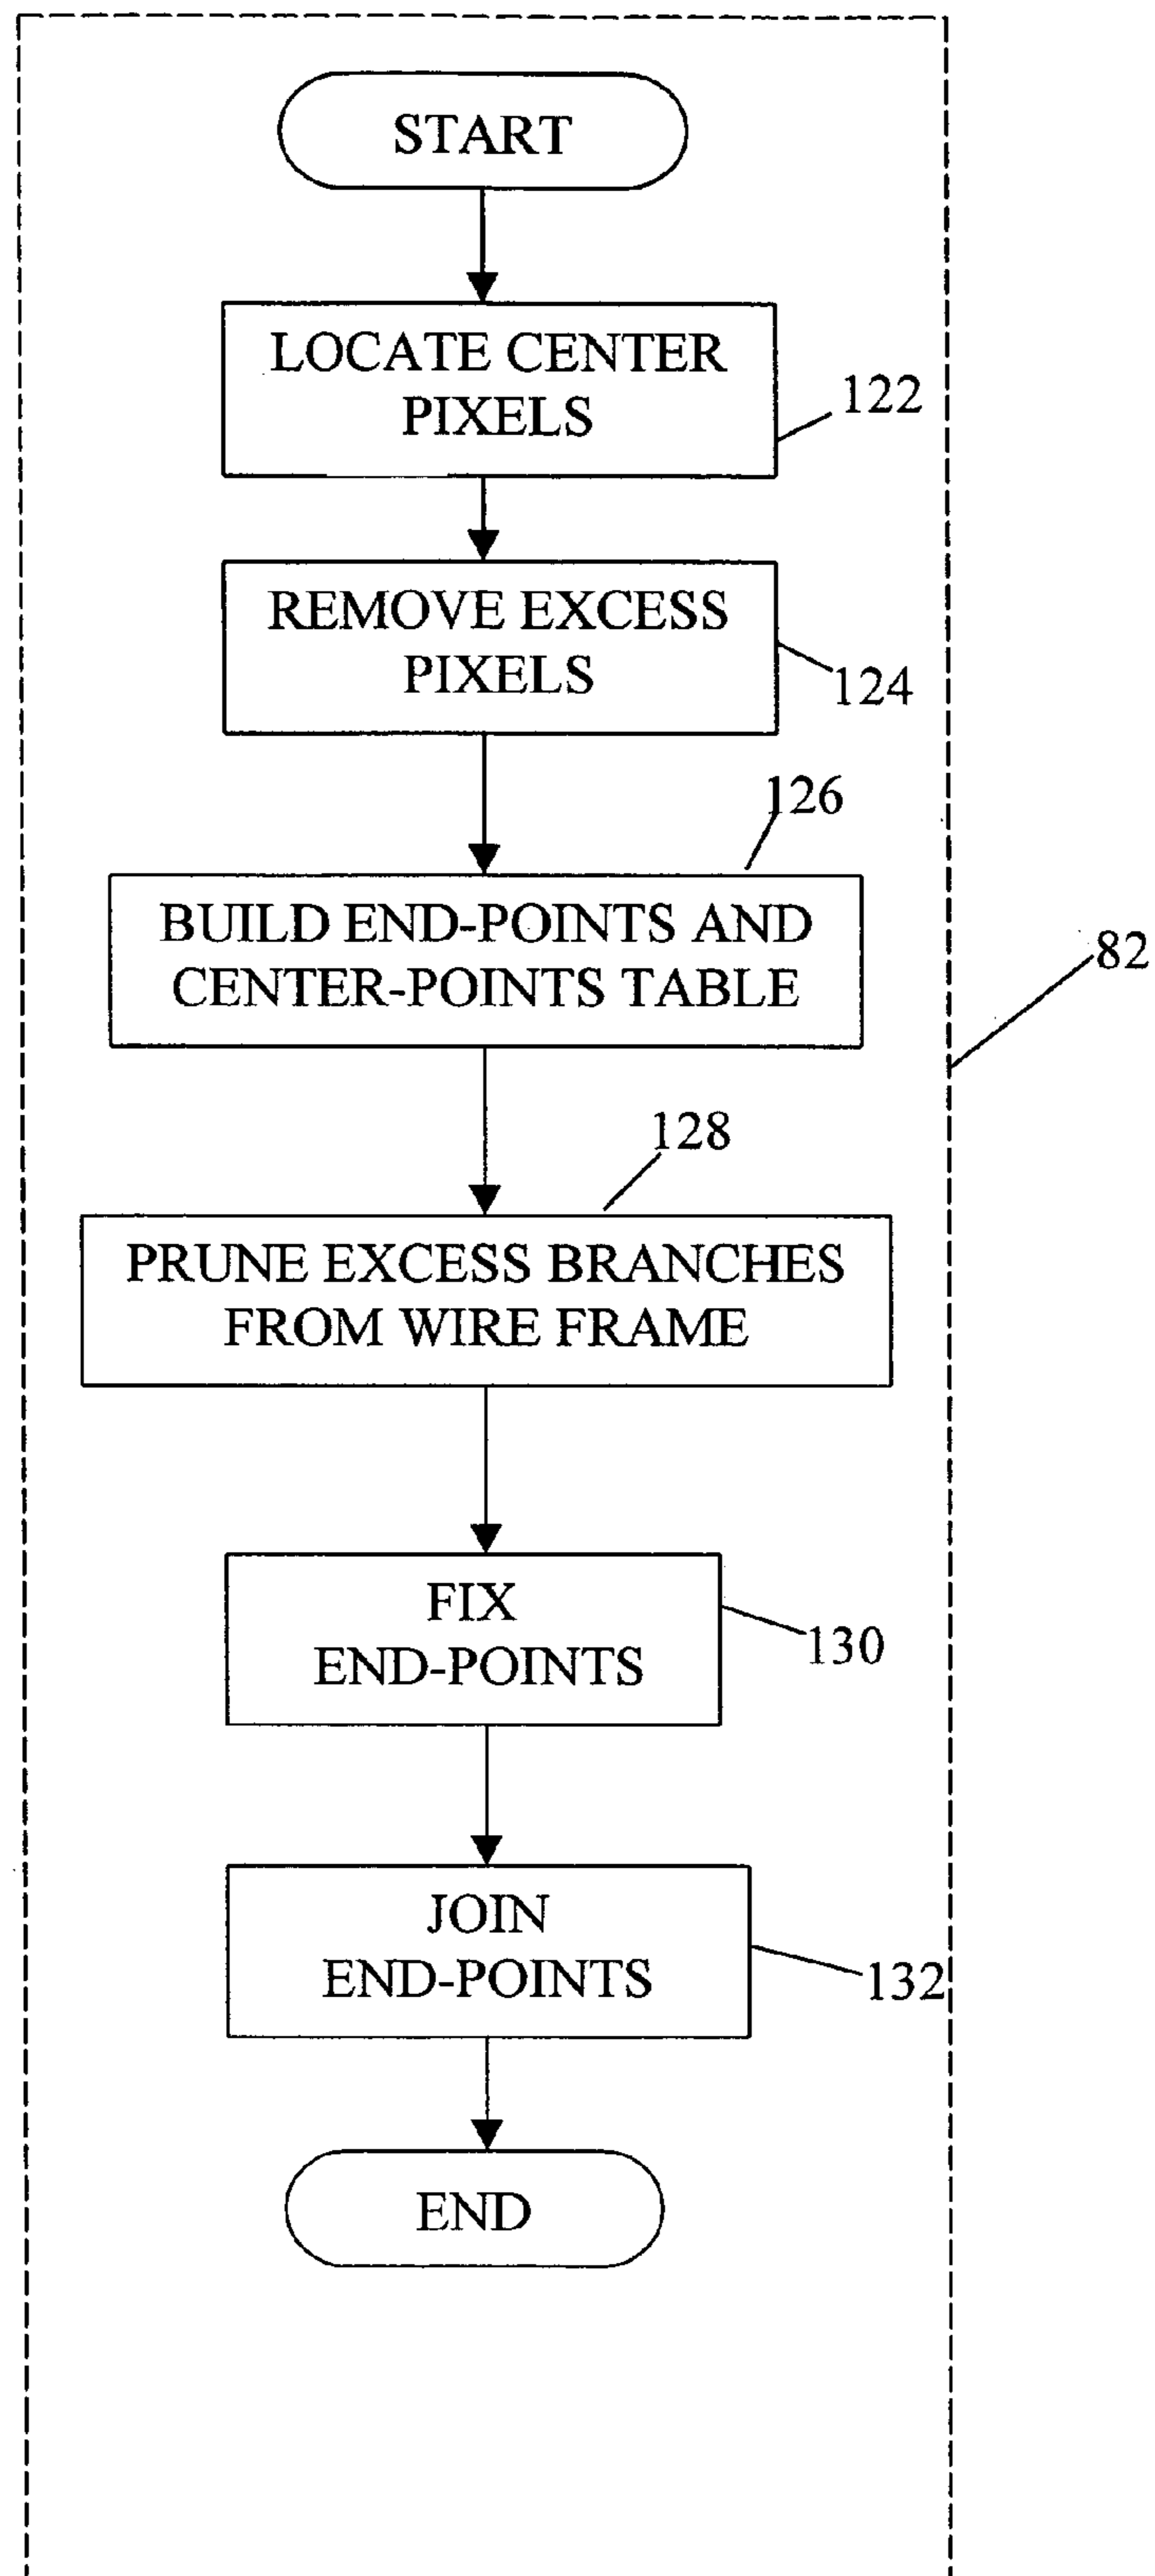 START
LOCATE CENTER
PIXELS
122
REMOVE EXCESS
PIXELS
124
126
BUILD END-POINTS AND
CENTER-POINTS TABLE
82
128
PRUNE EXCESS BRANCHES
FROM WIRE FRAME
FIX
END-POINTS
130
JOIN
END-POINTS
132
END